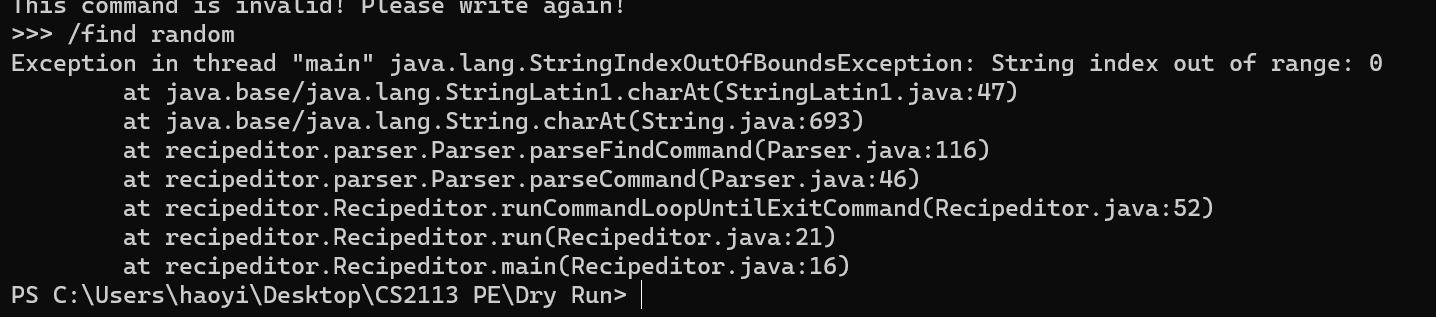 This command is invalid! Please write again!
>>> /find random
Exception in thread "main" java.lang.StringIndexOutOfBoundsException: String index out of range: 0
        at java.base/java.lang.StringLatin1.charAt(StringLatin1.java:47)
        at java.base/java.lang.String.charAt(String.java:693)
        at recipeditor.parser.Parser.parseFindCommand(Parser.java:116)
        at recipeditor.parser.Parser.parseCommand(Parser.java:46)
        at recipeditor.Recipeditor.runCommandLoopUntilExitCommand(Recipeditor.java:52)
        at recipeditor.Recipeditor.run(Recipeditor.java:21)
        at recipeditor.Recipeditor.main(Recipeditor.java:16)
PS C:\Users\haoyi\Desktop\CS2113 PE\Dry Run>